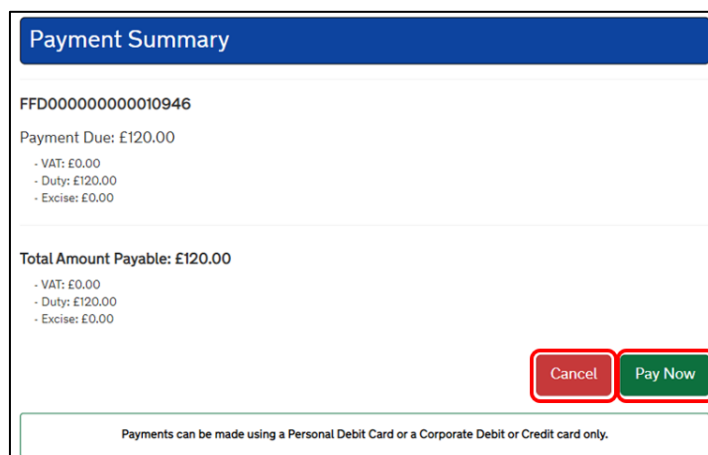 Payment Summary
FFD000000000010946
Payment Due: £120.00
- VAT: £0.00
- Duty: £120.00
- Excise: £0.00
Total Amount Payable: £120.00
- VAT: £0.00
- Duty: £120.00
- Excise: £0.00
Cancel Pay Now
Payments can be made using a Personal Debit Card or a Corporate Debit or Credit card only.